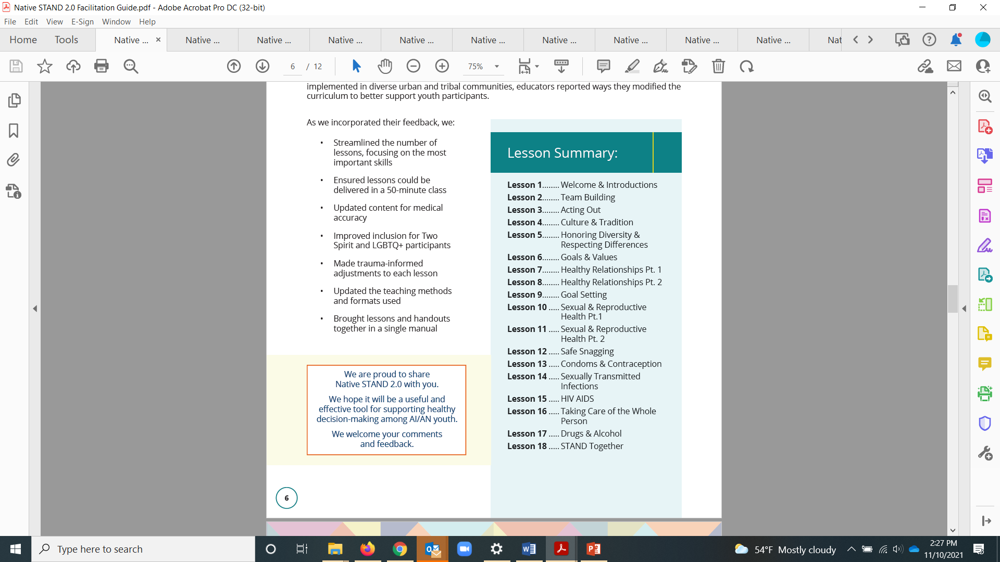 Native STAND 2.0 Facilitation Guide.pdf - Adobe Acrobat Pro DC (32-bit)
File Edit View E-Sign Window Help
Home Tools Native ... × Native ... Native ... Native ... Native ... Native ... Native ... Native ... Native ... Native ... Nat
6 / 12 75%
implemented in diverse urban and tribal communities, educators reported ways they modified the
curriculum to better support youth participants.
As we incorporated their feedback, we:
• Streamlined the number of
lessons, focusing on the most
important skills
• Ensured lessons could be
delivered in a 50-minute class
• Updated content for medical
accuracy
• Improved inclusion for Two
Spirit and LGBTQ+ participants
• Made trauma-informed
adjustments to each lesson
• Updated the teaching methods
and formats used
• Brought lessons and handouts
together in a single manual
We are proud to share
Native STAND 2.0 with you.
We hope it will be a useful and
effective tool for supporting healthy
decision-making among AI/AN youth.
We welcome your comments
and feedback.
6
Lesson Summary:
Lesson 1........ Welcome & Introductions
Lesson 2........ Team Building
Lesson 3........ Acting Out
Lesson 4........ Culture & Tradition
Lesson 5........ Honoring Diversity &
Respecting Differences
Lesson 6........ Goals & Values
Lesson 7........ Healthy Relationships Pt. 1
Lesson 8........ Healthy Relationships Pt. 2
Lesson 9........ Goal Setting
Lesson 10 ..... Sexual & Reproductive
Health Pt.1
Lesson 11 ..... Sexual & Reproductive
Health Pt. 2
Lesson 12 ..... Safe Snagging
Lesson 13 ..... Condoms & Contraception
Lesson 14 ..... Sexually Transmitted
Infections
Lesson 15 ..... HIV AIDS
Lesson 16 ..... Taking Care of the Whole
Person
Lesson 17 ..... Drugs & Alcohol
Lesson 18 ..... STAND Together
Type here to search
54°F Mostly cloudy
2:27 PM
11/10/2021